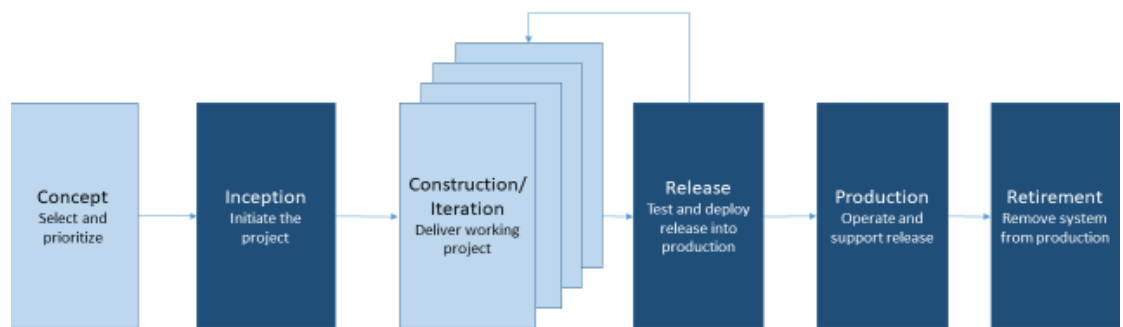 Concept
Select and
prioritize
Inception
Initiate the
project
Construction/
Iteration
Deliver working
project
Release
Test and deploy
release into
production
Production
Operate and
support release
Retirement
Remove system
from production